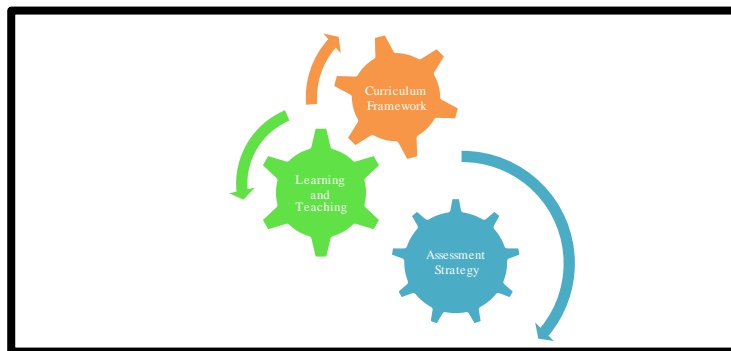 Curriculum
Framework
Learning
and
Teaching
Assessment
Strategy